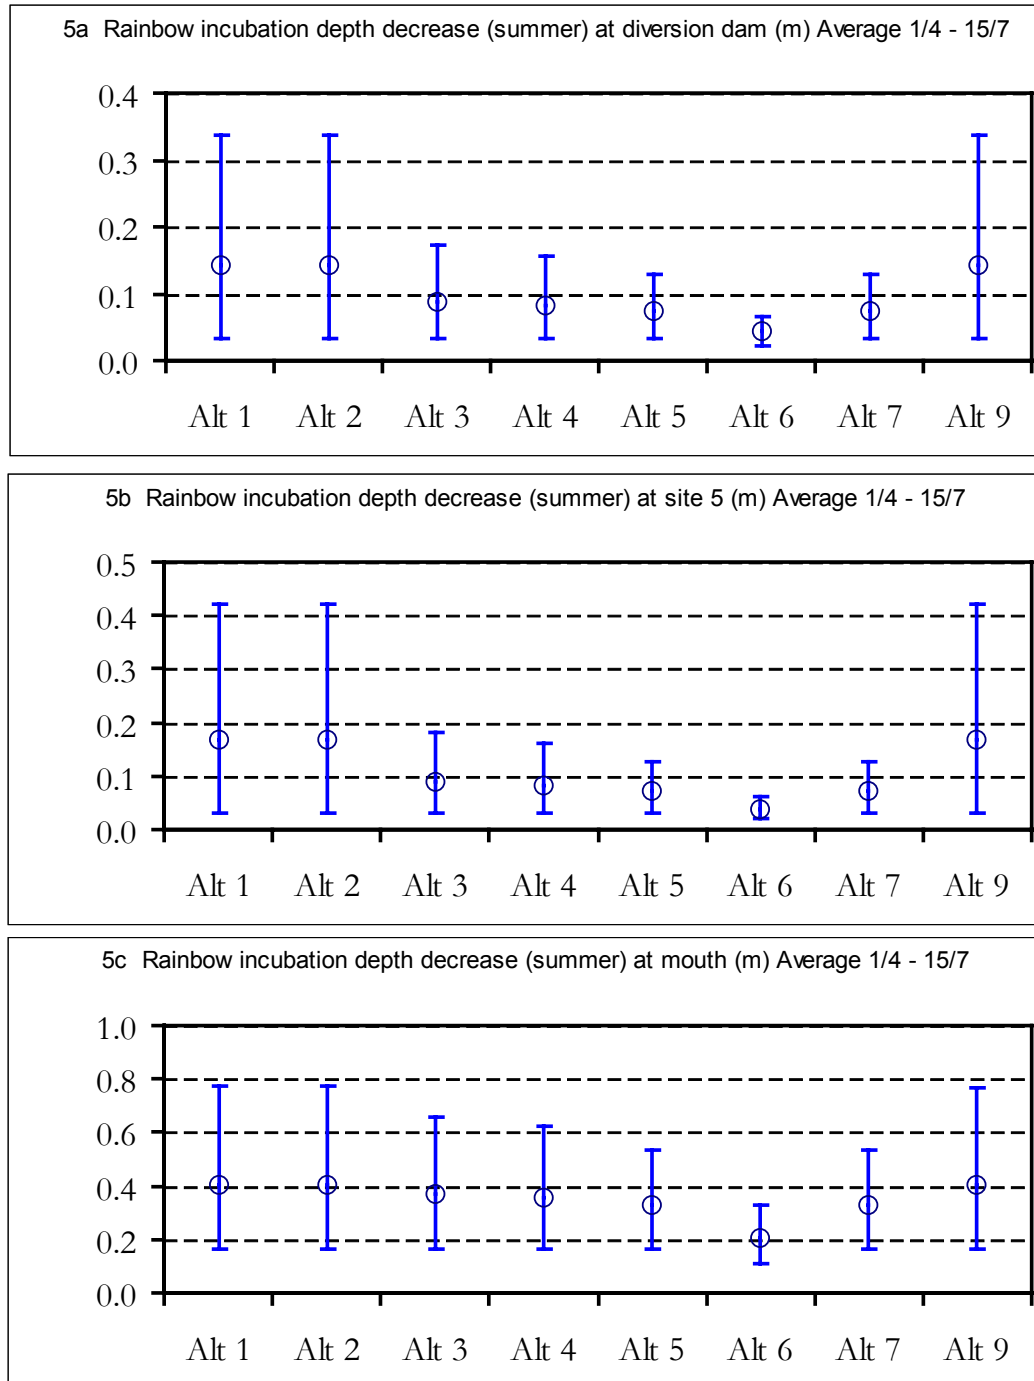 5a Rainbow incubation depth decrease (summer) at diversion dam (m) Average 1/4 - 15/7
0.4
0.3
0.2
0.1
0.0
Alt 1 Alt 2 Alt 3 Alt 4 Alt 5 Alt 6 Alt 7 Alt 9
5b Rainbow incubation depth decrease (summer) at site 5 (m) Average 1/4 - 15/7
0.5
0.4
0.3
0.2
0.1
0.0
Alt 1 Alt 2 Alt 3 Alt 4 Alt 5 Alt 6 Alt 7 Alt 9
5c Rainbow incubation depth decrease (summer) at mouth (m) Average 1/4 - 15/7
1.0
0.8
0.6
0.4
0.2
0.0
Alt 1 Alt 2 Alt 3 Alt 4 Alt 5 Alt 6 Alt 7 Alt 9